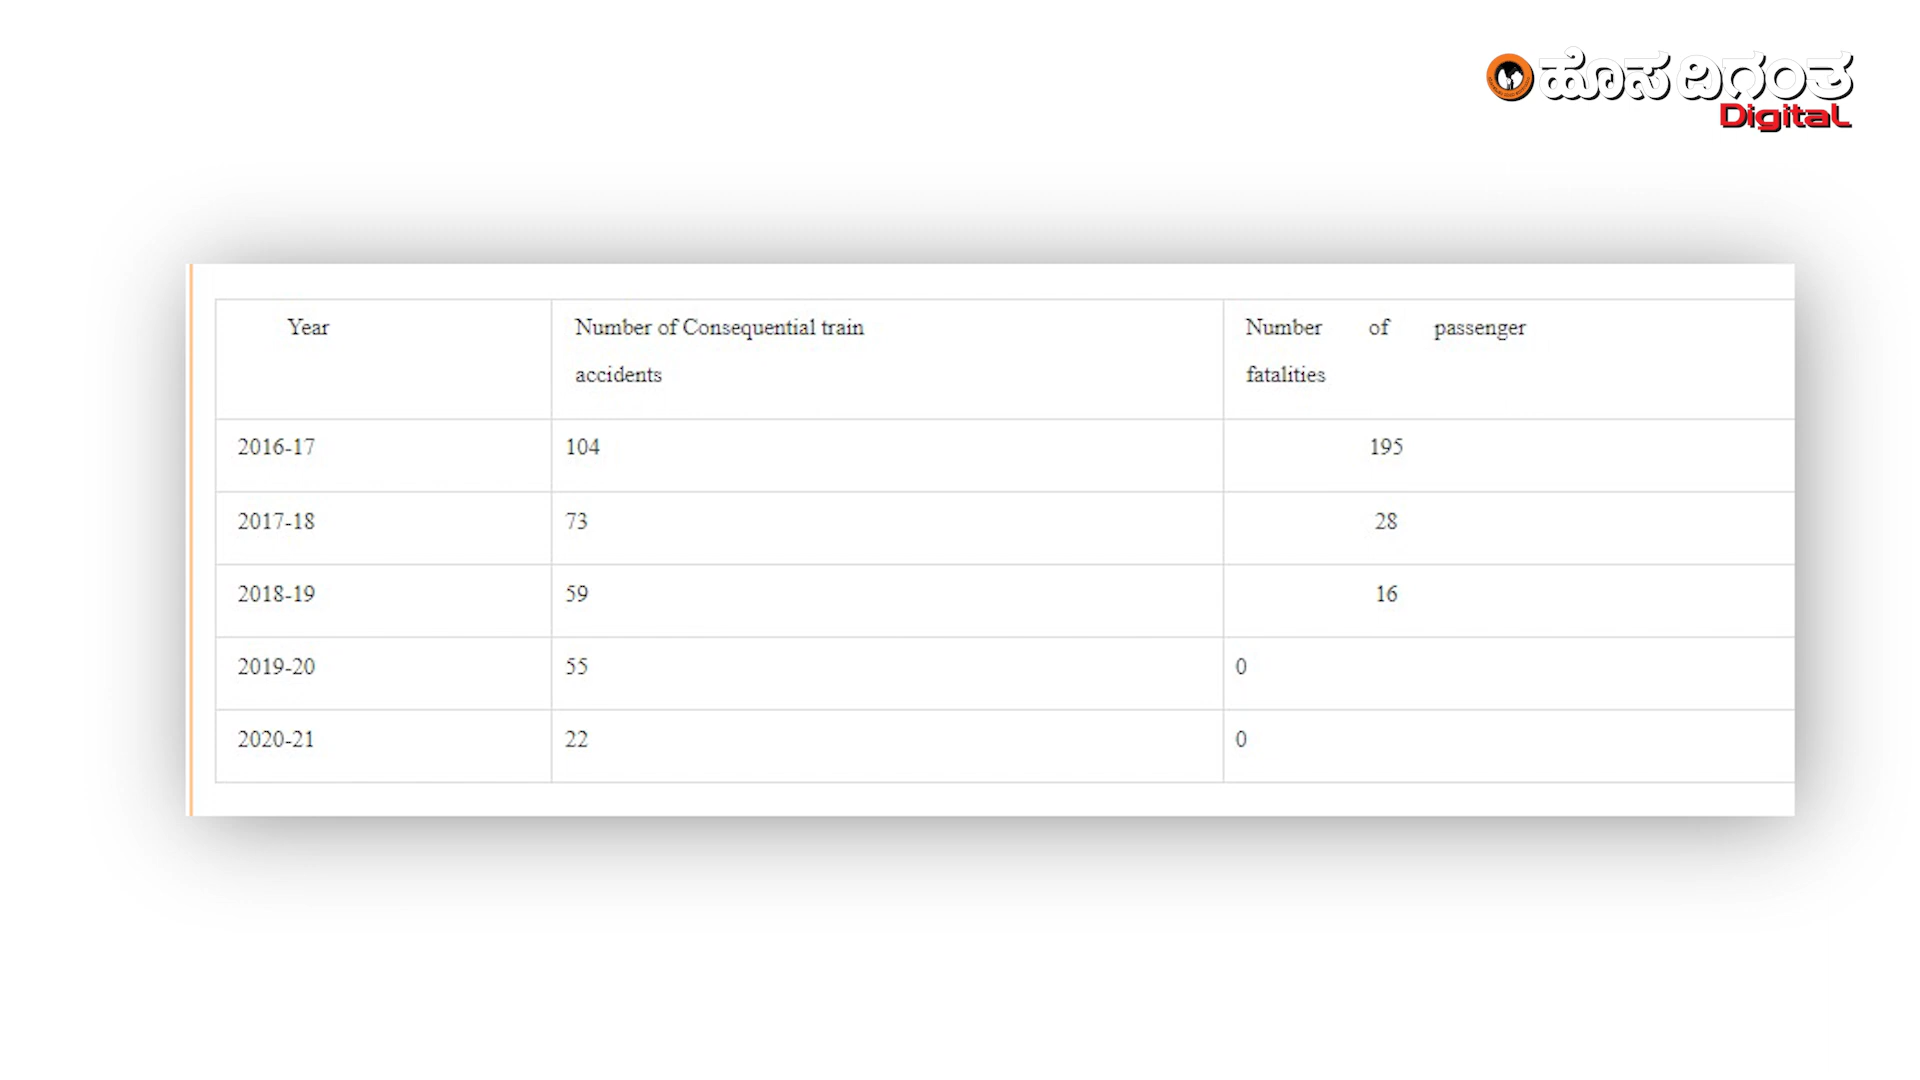 ಹೊಸ ದಿಗಂತ
Digital
Year Number of Consequential train accidents Number of passenger fatalities
2016-17 104 195
2017-18 73 28
2018-19 59 16
2019-20 55 0
2020-21 22 0